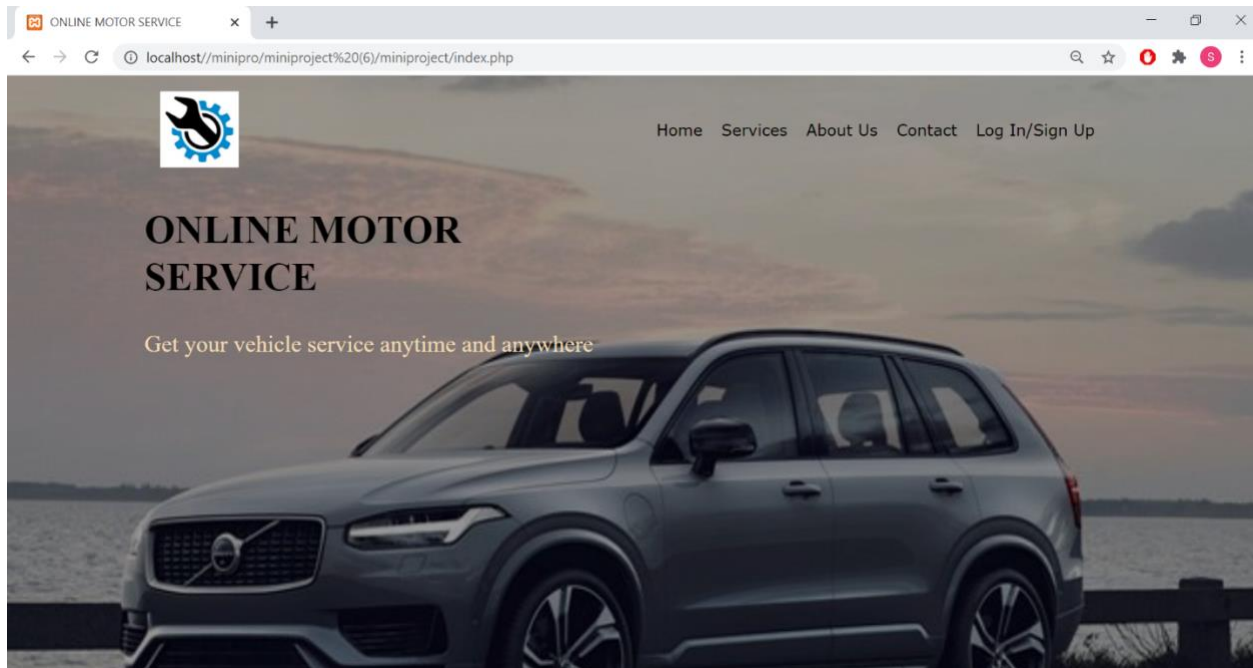 ONLINE MOTOR SERVICE
localhost//minipro/miniproject%20(6)/miniproject/index.php
S
Home Services About Us Contact Log In/Sign Up
ONLINE MOTOR
SERVICE
Get your vehicle service anytime and anywhere